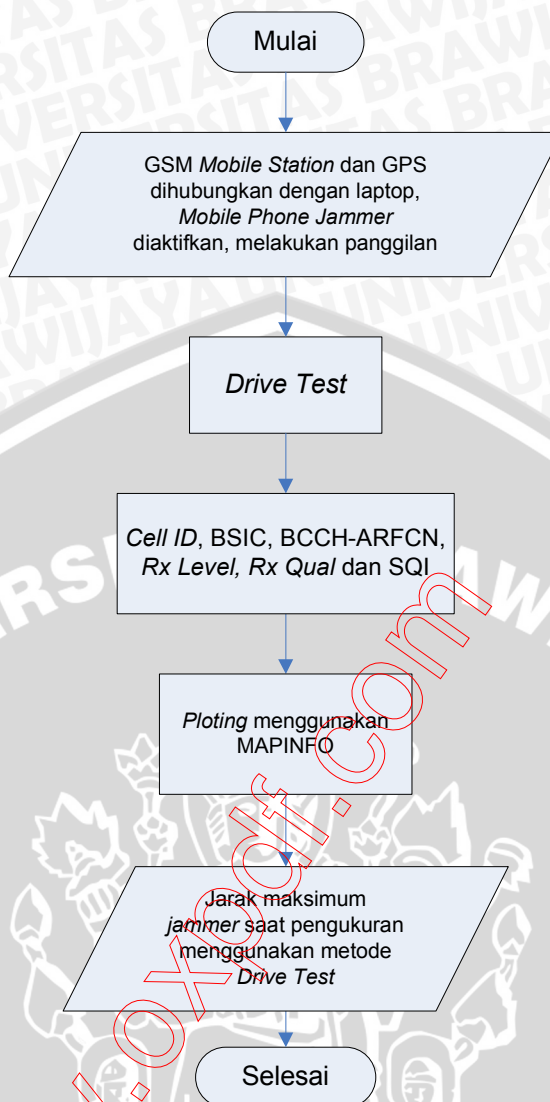 Mulai
GSM Mobile Station dan GPS
dihubungkan dengan laptop,
Mobile Phone Jammer
diaktifkan, melakukan panggilan
Drive Test
Cell ID, BSIC, BCCH-ARFCN,
Rx Level, Rx Qual dan SQI
Ploting menggunakan
MAPINFO
Jarak maksimum
jammer saat pengukuran
menggunakan metode
Drive Test
Selesai